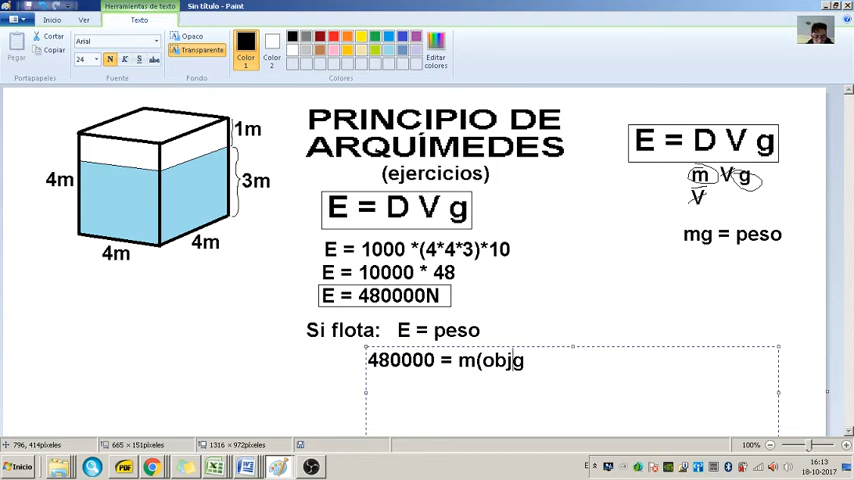 Herramientas de texto
Sin título - Paint
Inicio
Ver
Texto
Pegar
Cortar
Copiar
Portapapeles
Arial
24
N
K
S
abc
Fuente
Opaco
Transparente
Fondo
Color
1
Color
2
Editar
colores
Colores
4m
4m
4m
1m
3m
PRINCIPIO DE
ARQUÍMEDES
(ejercicios)
E = D V g
E = 1000 *(4*4*3)*10
E = 10000 * 48
E = 480000N
Si flota: E = peso
480000 = m(objg
E = D V g
m V g
V
mg = peso
796, 414píxeles
665 × 151píxeles
1316 × 972píxeles
100%
Inicio
PDF
E
16:13
18-10-2017